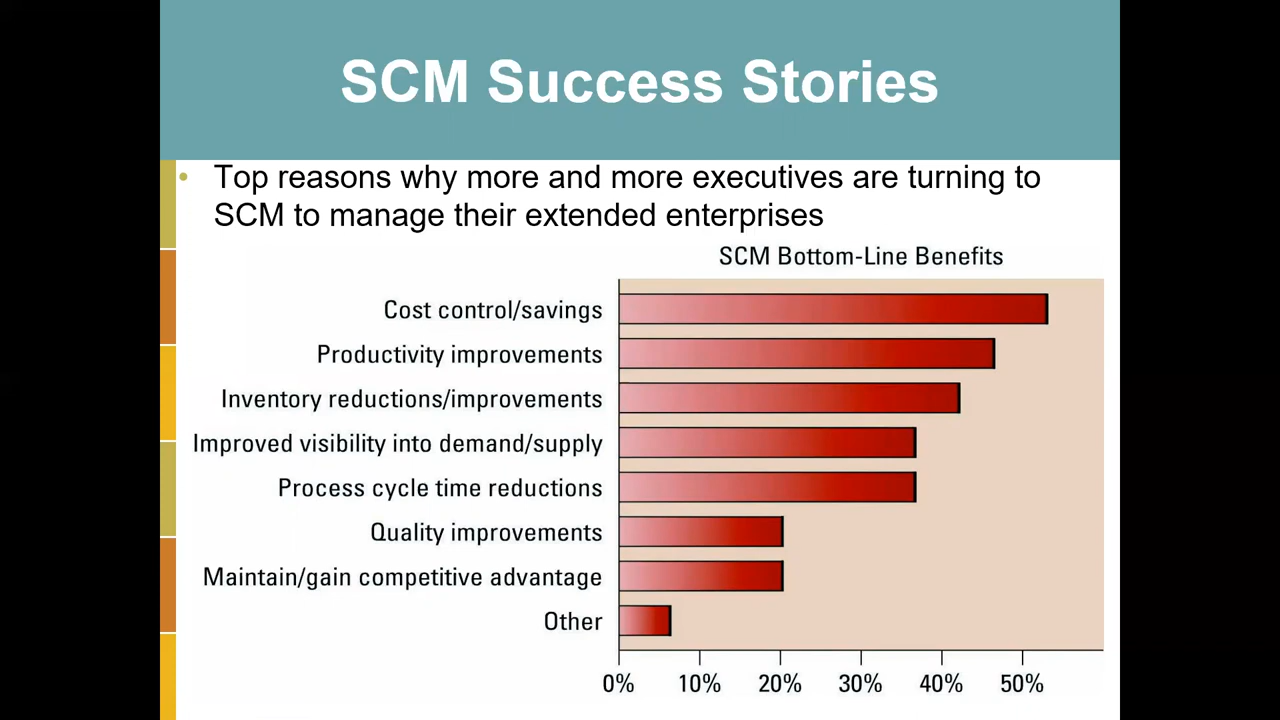 SCM Success Stories
• Top reasons why more and more executives are turning to
SCM to manage their extended enterprises
SCM Bottom-Line Benefits
Cost control/savings
Productivity improvements
Inventory reductions/improvements
Improved visibility into demand/supply
Process cycle time reductions
Quality improvements
Maintain/gain competitive advantage
Other
0% 10% 20% 30% 40% 50%